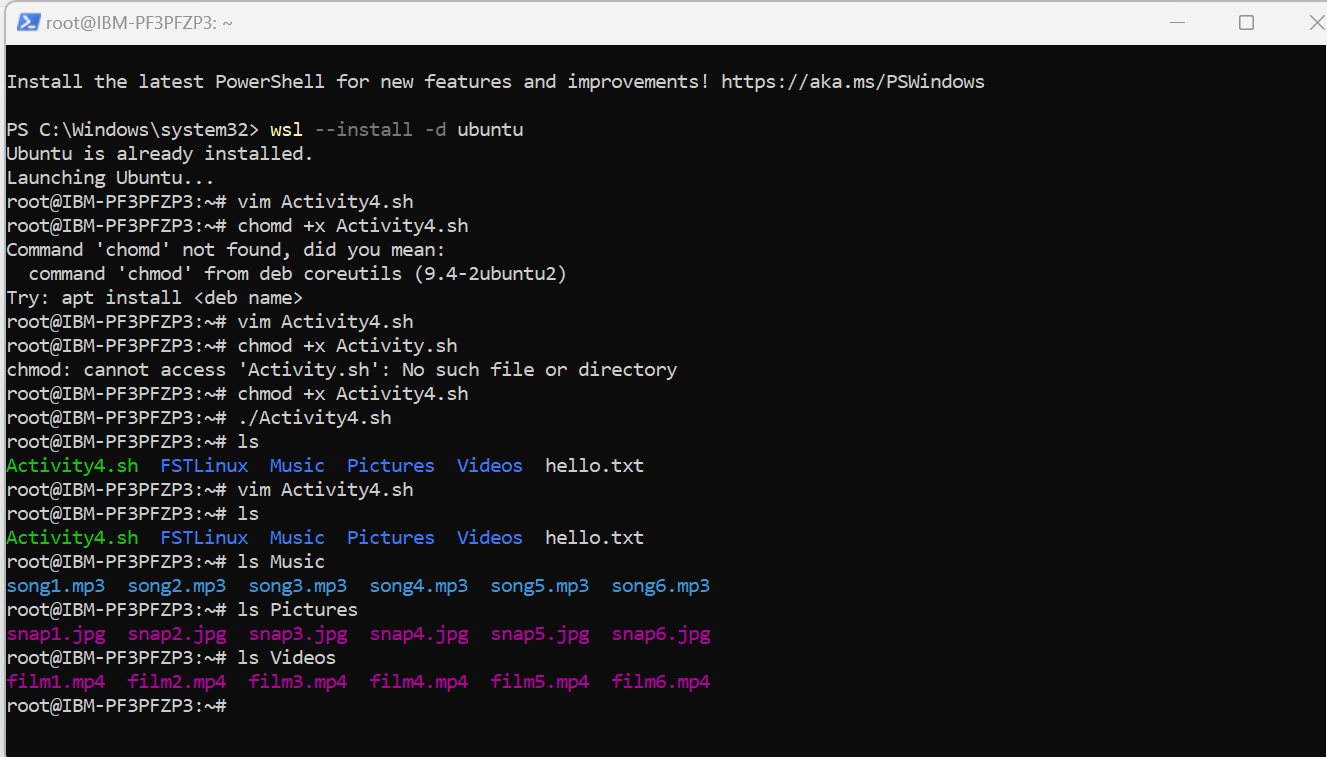 root@IBM-PF3PFZP3: ~
Install the latest PowerShell for new features and improvements! https://aka.ms/PSWindows
PS C:\Windows\system32> wsl --install -d ubuntu
Ubuntu is already installed.
Launching Ubuntu...
root@IBM-PF3PFZP3:~# vim Activity4.sh
root@IBM-PF3PFZP3:~# chomd +x Activity4.sh
Command 'chomd' not found, did you mean:
  command 'chmod' from deb coreutils (9.4-2ubuntu2)
Try: apt install <deb name>
root@IBM-PF3PFZP3:~# vim Activity4.sh
root@IBM-PF3PFZP3:~# chmod +x Activity.sh
chmod: cannot access 'Activity.sh': No such file or directory
root@IBM-PF3PFZP3:~# chmod +x Activity4.sh
root@IBM-PF3PFZP3:~# ./Activity4.sh
root@IBM-PF3PFZP3:~# ls
Activity4.sh  FSTLinux  Music  Pictures  Videos  hello.txt
root@IBM-PF3PFZP3:~# vim Activity4.sh
root@IBM-PF3PFZP3:~# ls
Activity4.sh  FSTLinux  Music  Pictures  Videos  hello.txt
root@IBM-PF3PFZP3:~# ls Music
song1.mp3  song2.mp3  song3.mp3  song4.mp3  song5.mp3  song6.mp3
root@IBM-PF3PFZP3:~# ls Pictures
snap1.jpg  snap2.jpg  snap3.jpg  snap4.jpg  snap5.jpg  snap6.jpg
root@IBM-PF3PFZP3:~# ls Videos
film1.mp4  film2.mp4  film3.mp4  film4.mp4  film5.mp4  film6.mp4
root@IBM-PF3PFZP3:~#